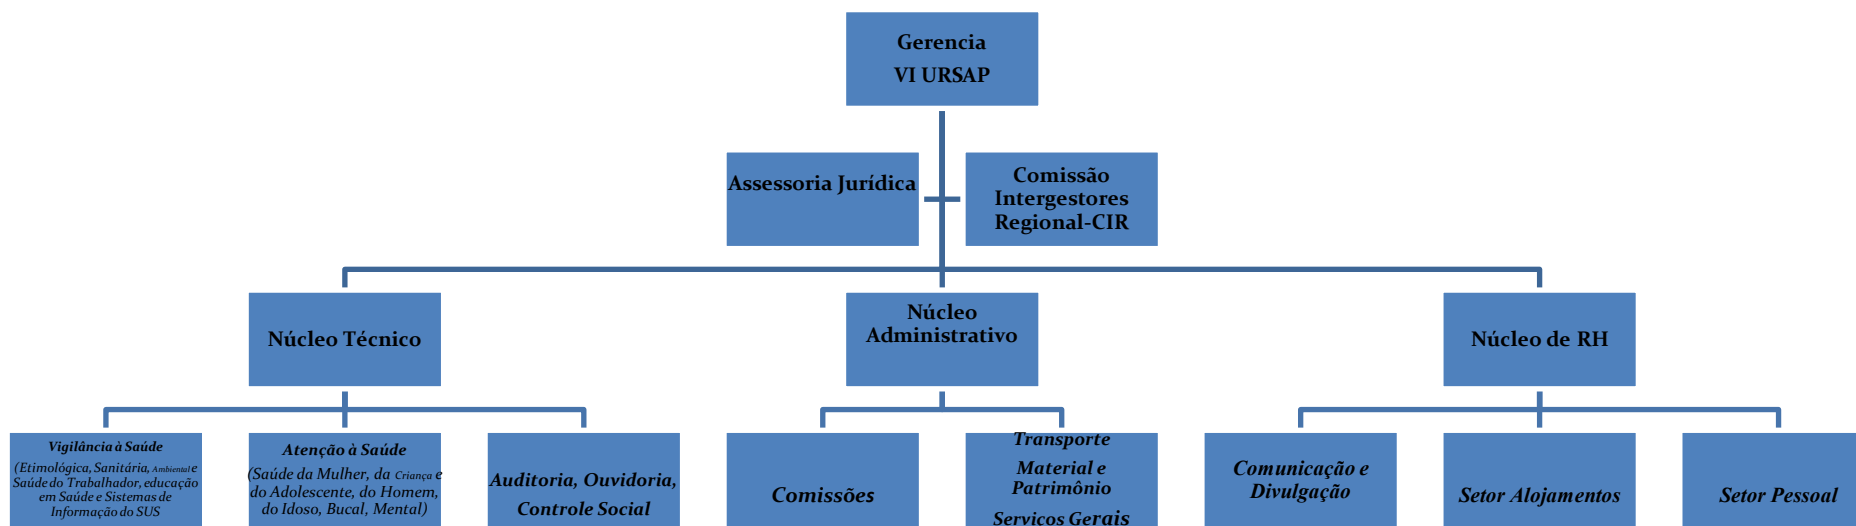 Gerencia
VI URSAP
Assessoria Jurídica
Comissão
Intergestores
Regional-CIR
Núcleo Técnico
Núcleo
Administrativo
Núcleo de RH
Vigilância à Saúde
(Etimológica, Sanitária, Ambiental e
Saúde do Trabalhador, educação
em Saúde e Sistemas de
Informação do SUS
Atenção à Saúde
(Saúde da Mulher, da Criança e
do Adolescente, do Homem,
do Idoso, Bucal, Mental)
Auditoria, Ouvidoria,
Controle Social
Comissões
Transporte
Material e
Patrimônio
Serviços Gerais
Comunicação e
Divulgação
Setor Alojamentos
Setor Pessoal